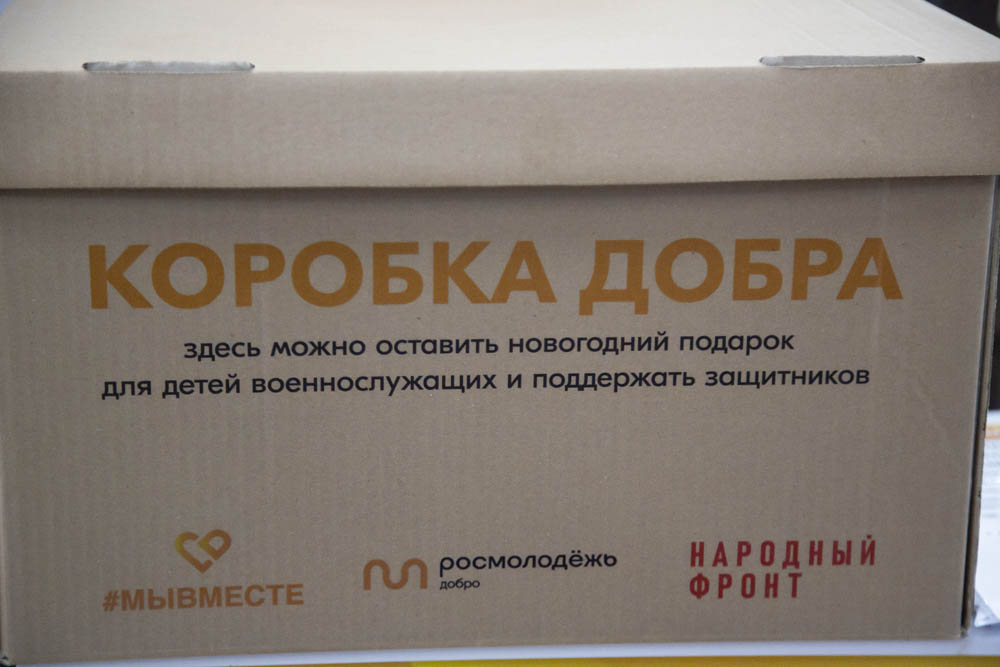 КОРОБКА ДОБРА
здесь можно оставить новогодний подарок
для детей военнослужащих и поддержать защитников
#МЫВМЕСТЕ
росмолодёжь
добро
НАРОДНЫЙ
ФРОНТ